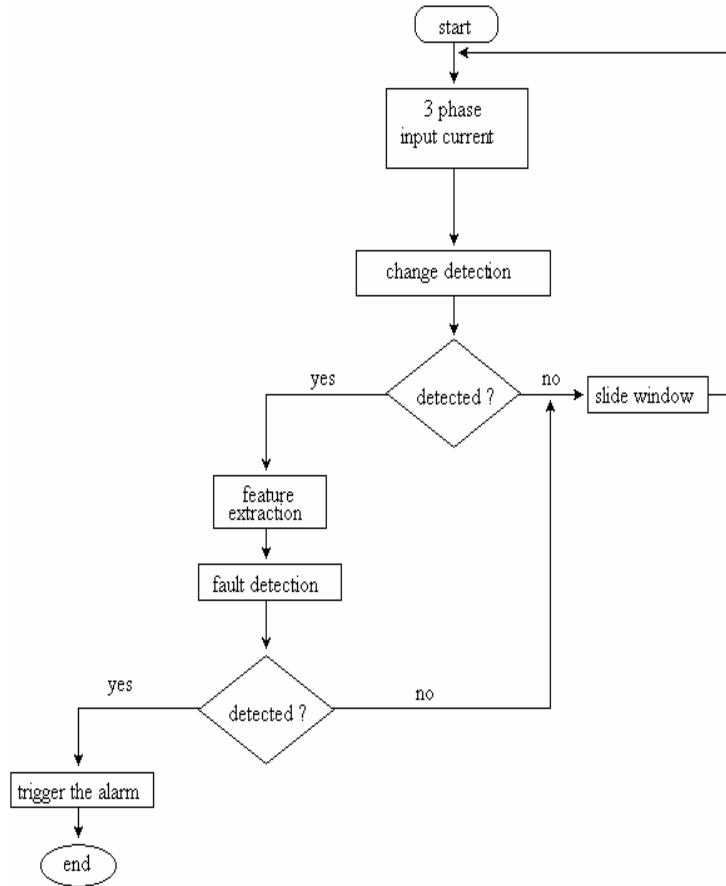 start
3 phase
input current
change detection
yes
detected ?
no
slide window
feature
extraction
fault detection
yes
detected ?
no
trigger the alarm
end